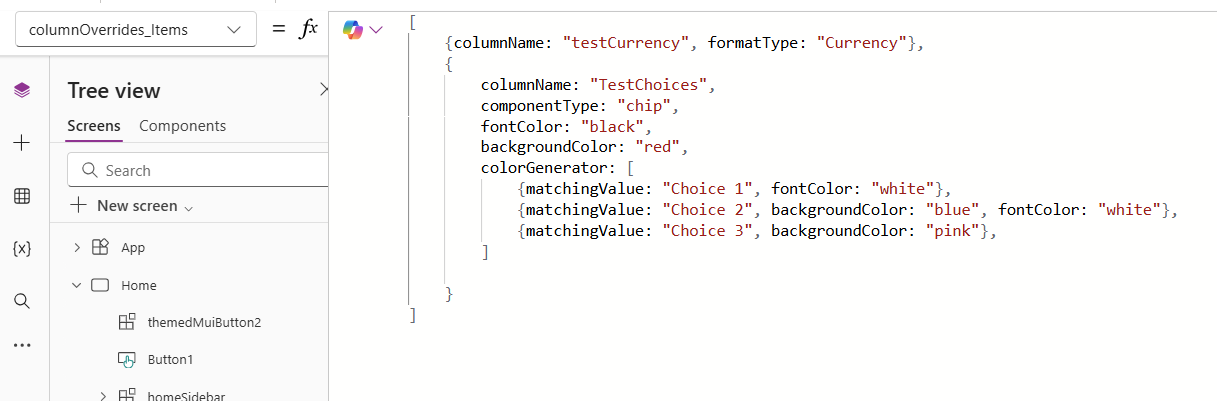 columnOverrides_Items
= fx
[
{columnName: "testCurrency", formatType: "Currency"},
{
columnName: "TestChoices",
componentType: "chip",
fontColor: "black",
backgroundColor: "red",
colorGenerator: [
{matchingValue: "Choice 1", fontColor: "white"},
{matchingValue: "Choice 2", backgroundColor: "blue", fontColor: "white"},
{matchingValue: "Choice 3", backgroundColor: "pink"},
]
}
]
Tree view
Screens Components
Search
New screen
{x}
App
Home
themedMuiButton2
Button1
homeSidebar